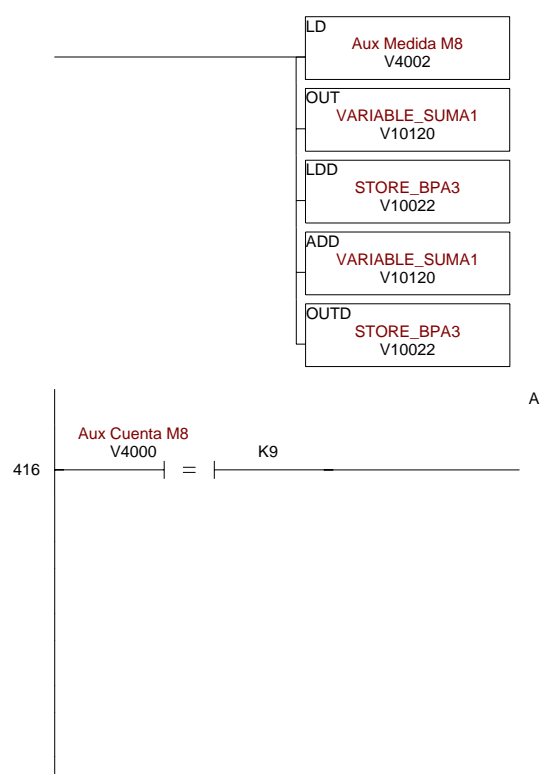 LD
Aux Medida M8
V4002
OUT
VARIABLE_SUMA1
V10120
LDD
STORE_BPA3
V10022
ADD
VARIABLE_SUMA1
V10120
OUTD
STORE_BPA3
V10022
A
Aux Cuenta M8
V4000 = K9
416